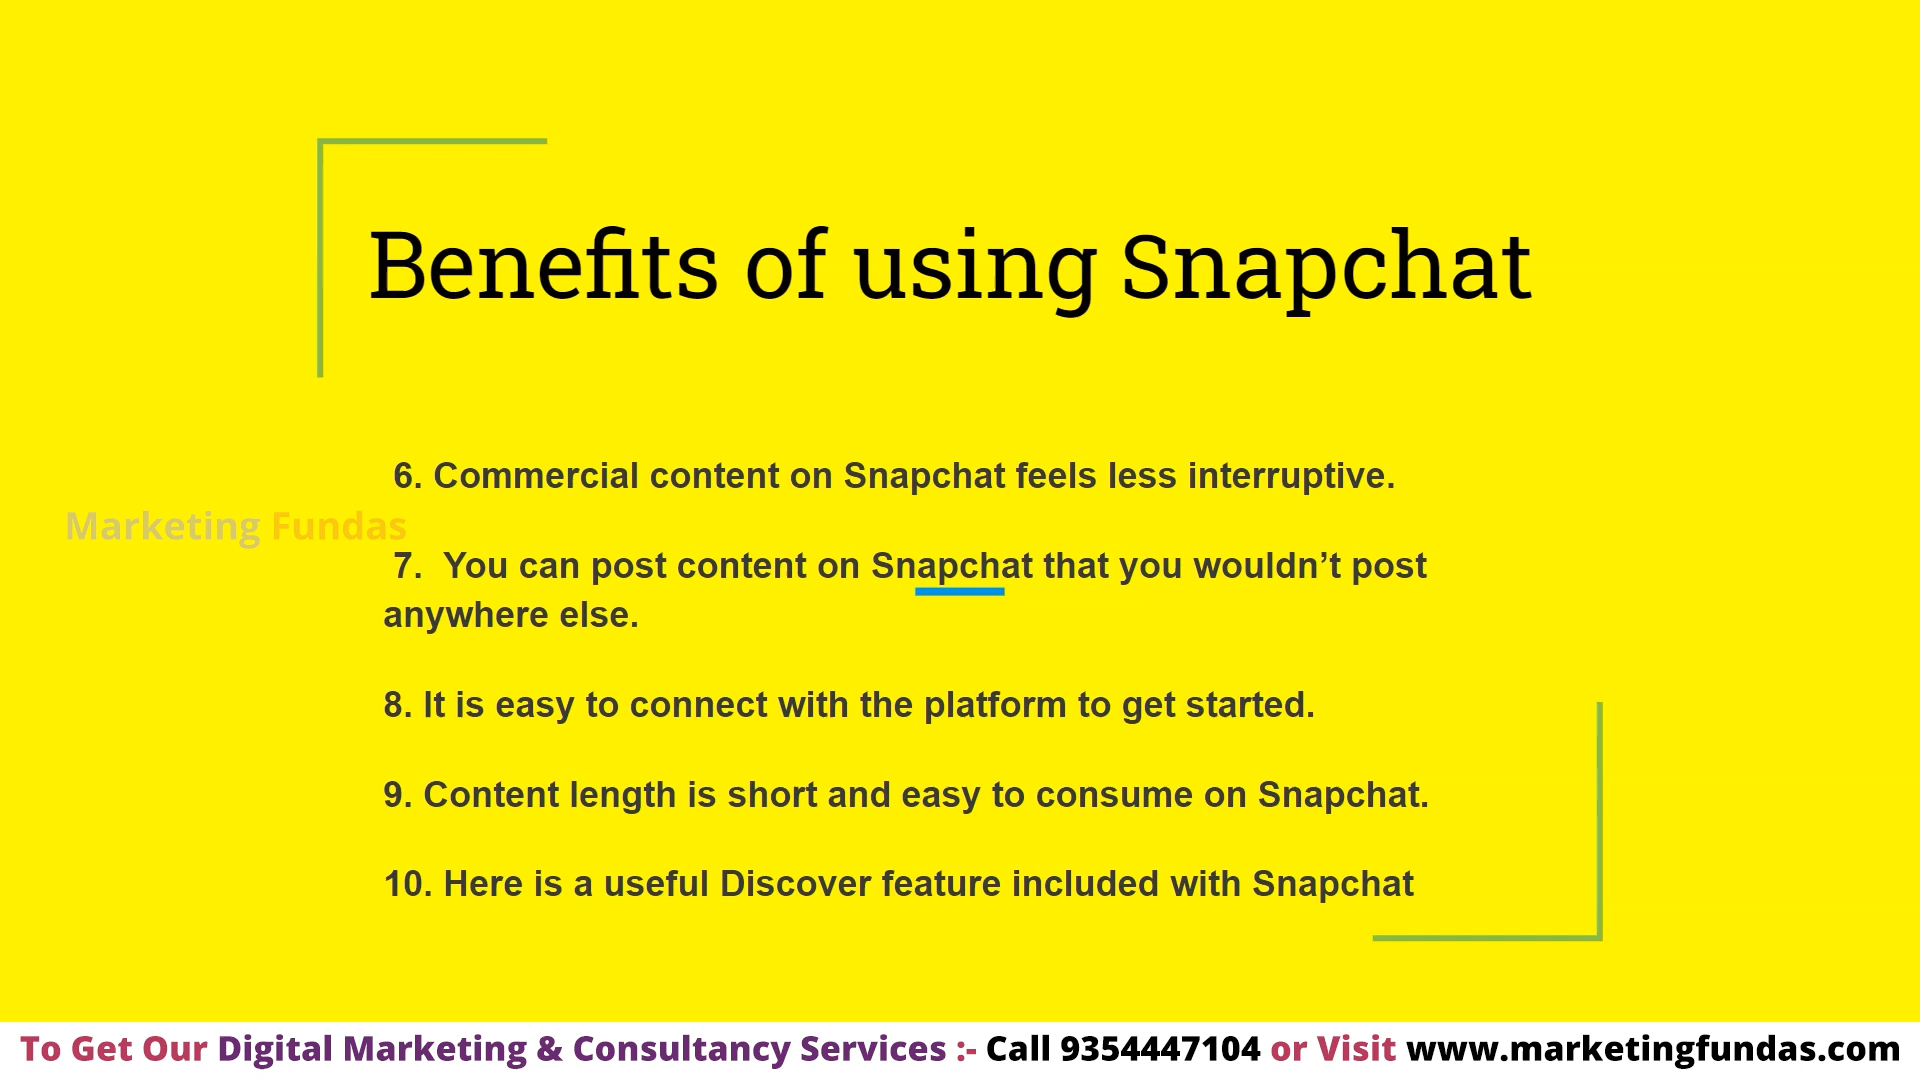 Benefits of using Snapchat
6. Commercial content on Snapchat feels less interruptive.
Marketing Fundas
7. You can post content on Snapchat that you wouldn’t post
anywhere else.
8. It is easy to connect with the platform to get started.
9. Content length is short and easy to consume on Snapchat.
10. Here is a useful Discover feature included with Snapchat
To Get Our Digital Marketing & Consultancy Services :- Call 9354447104 or Visit www.marketingfundas.com